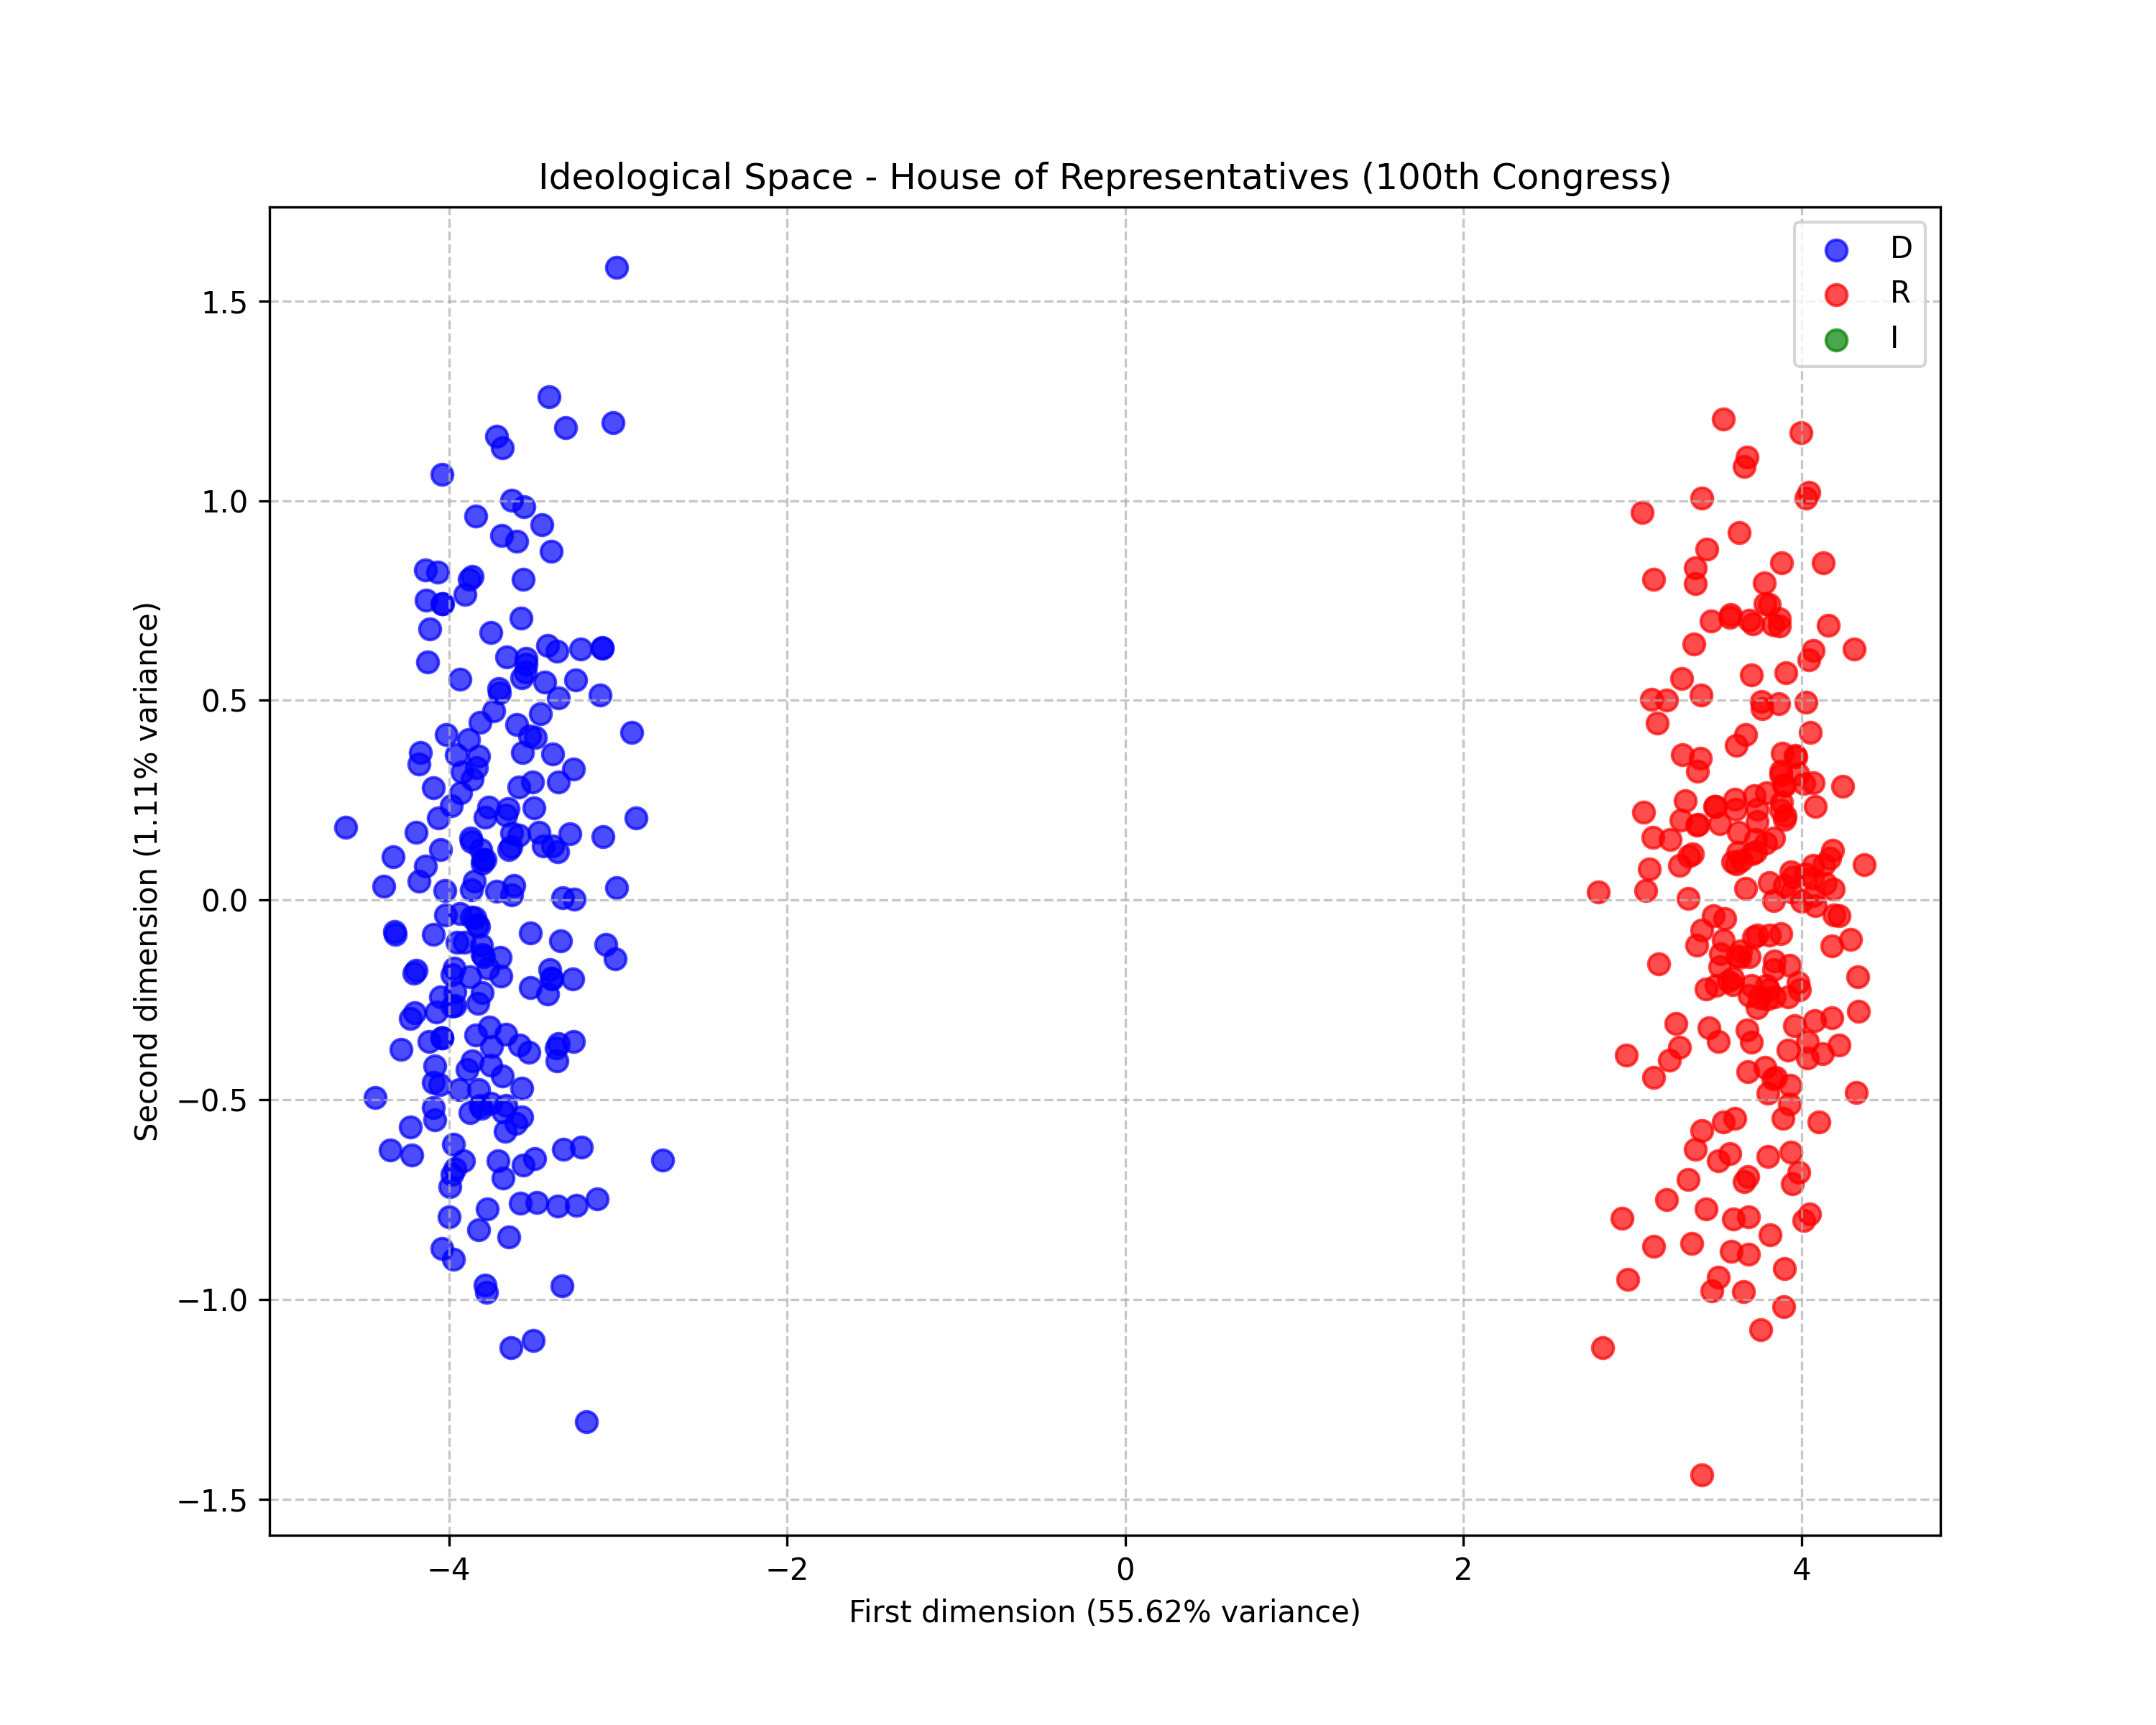 Ideological Space - House of Representatives (100th Congress)
D
R
I
1.5
1.0
0.5
0.0
−0.5
−1.0
−1.5
Second dimension (1.11% variance)
−4
−2
0
2
4
First dimension (55.62% variance)